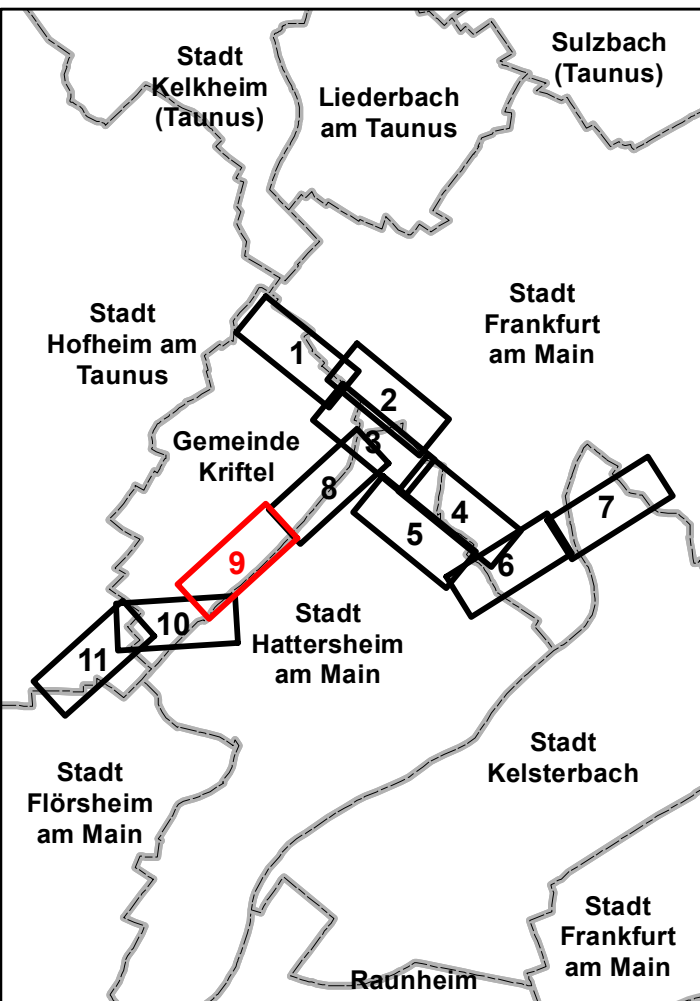 Stadt
Kelkheim
(Taunus)
Liederbach
am Taunus
Sulzbach
(Taunus)
Stadt
Hofheim am
Taunus
Stadt
Frankfurt
am Main
1
2
3
Gemeinde
Kriftel
8
4
7
5
6
9
10
11
Stadt
Hattersheim
am Main
Stadt
Kelsterbach
Stadt
Flörsheim
am Main
Stadt
Frankfurt
am Main
Raunheim